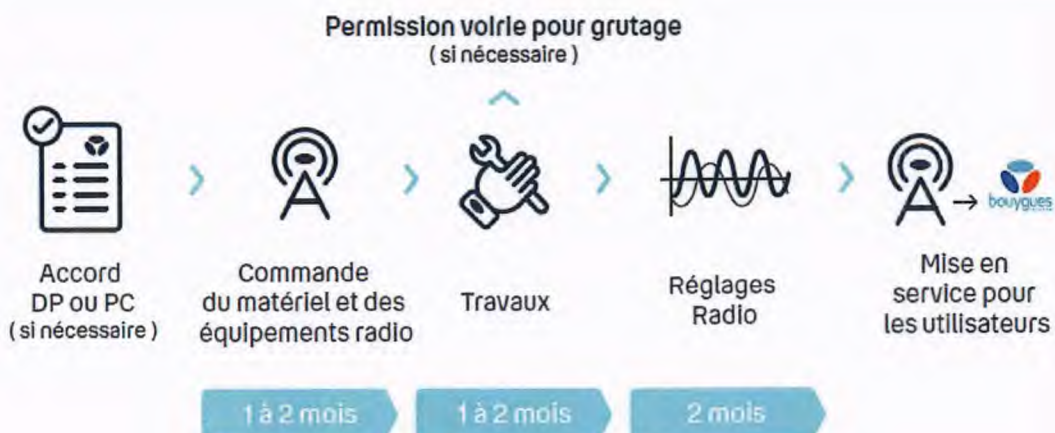 Permission voirie pour grutage
( si nécessaire )
Accord
DP ou PC
( si nécessaire )
Commande
du matériel et des
équipements radio
Travaux
Réglages
Radio
bouygues
Mise en
service pour
les utilisateurs
1 à 2 mois
1 à 2 mois
2 mois